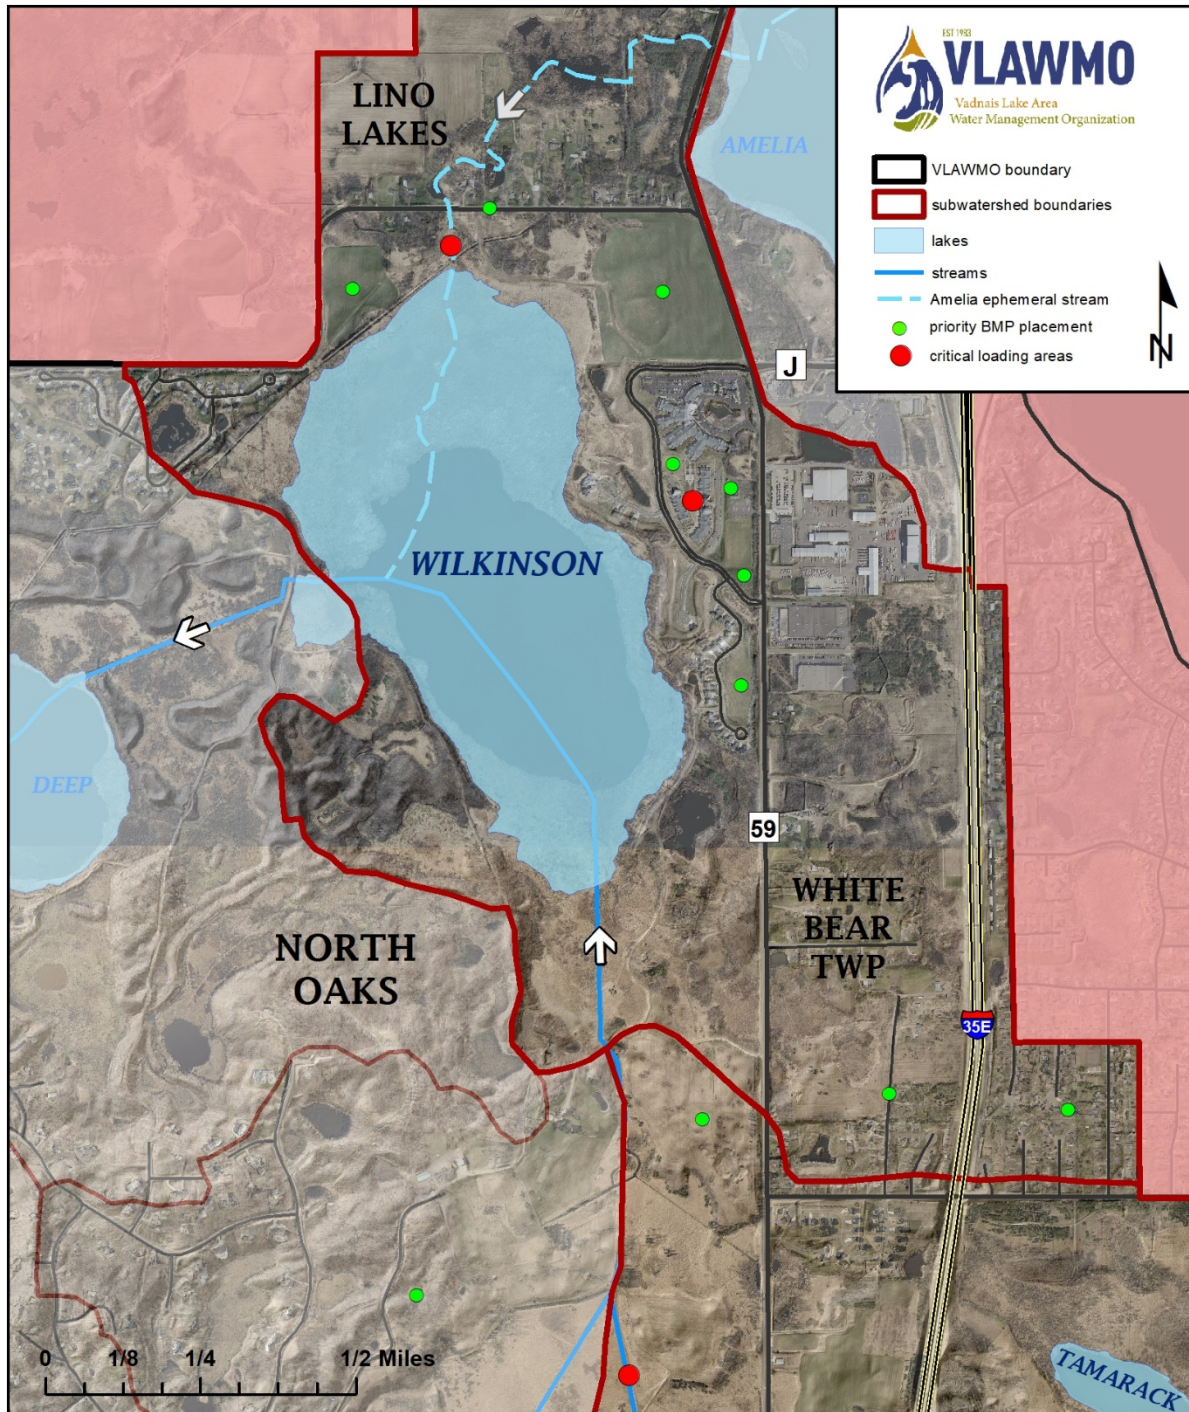 LINO
LAKES
AMELIA
EST 1983
VLAWMO
Vadnais Lake Area
Water Management Organization
VLAWMO boundary
subwatershed boundaries
lakes
streams
Amelia ephemeral stream
priority BMP placement
critical loading areas
N
J
WILKINSON
DEEP
59
WHITE
BEAR
TWP
NORTH
OAKS
35E
0 1/8 1/4 1/2 Miles
TAMARACK